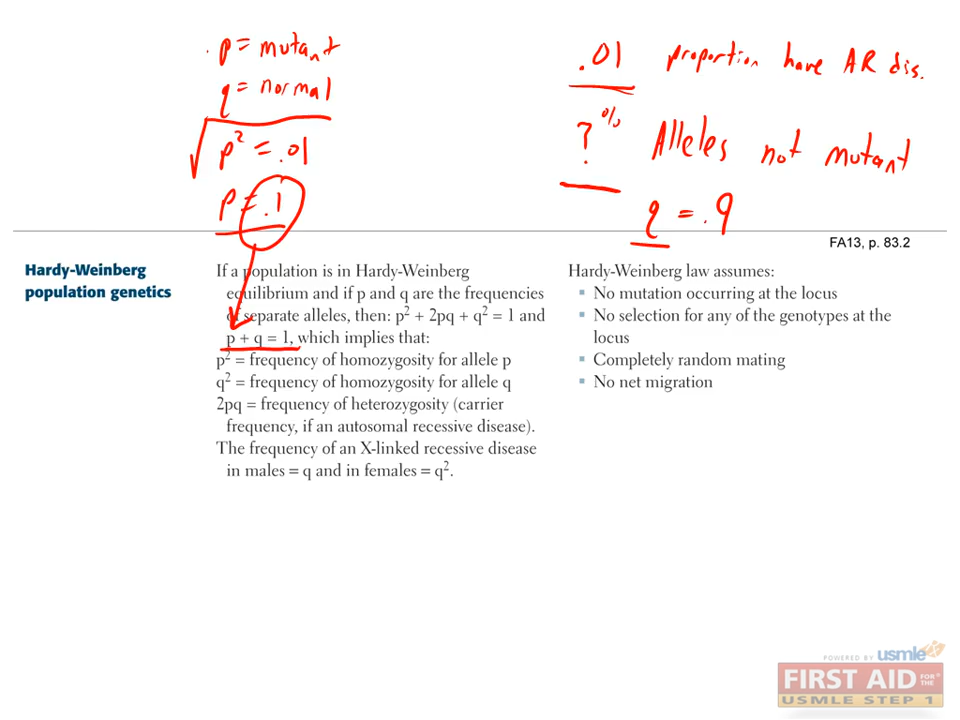 p = mutant
q = normal
√p² = .01
p = .1
.01 proportion have AR dis.
?% Alleles not mutant
q = .9
FA13, p. 83.2
Hardy-Weinberg
population genetics
If a population is in Hardy-Weinberg
equilibrium and if p and q are the frequencies
of separate alleles, then: p² + 2pq + q² = 1 and
p + q = 1, which implies that:
p² = frequency of homozygosity for allele p
q² = frequency of homozygosity for allele q
2pq = frequency of heterozygosity (carrier
frequency, if an autosomal recessive disease).
The frequency of an X-linked recessive disease
in males = q and in females = q².
Hardy-Weinberg law assumes:
▪ No mutation occurring at the locus
▪ No selection for any of the genotypes at the
locus
▪ Completely random mating
▪ No net migration
POWERED BY usmle
FIRST AID FOR THE®
USMLE STEP 1